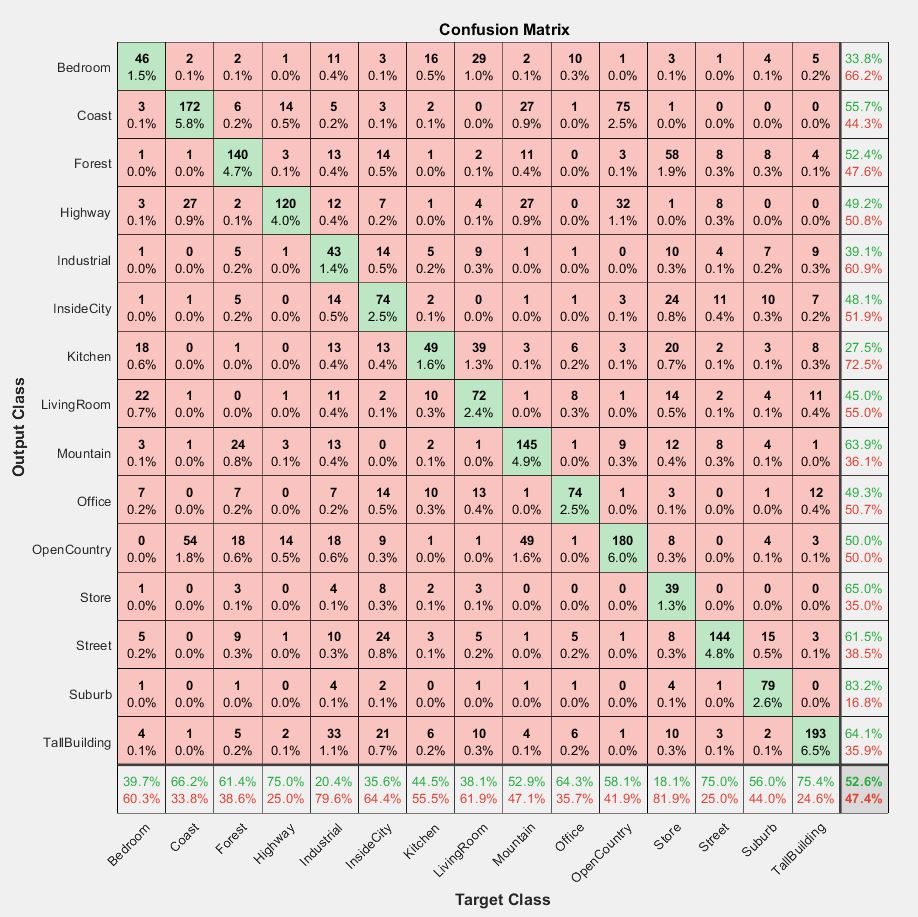 Confusion Matrix
Bedroom 46 2 2 1 11 3 16 29 2 10 1 3 1 4 5 33.8%
1.5% 0.1% 0.1% 0.0% 0.4% 0.1% 0.5% 1.0% 0.1% 0.3% 0.0% 0.1% 0.0% 0.1% 0.2% 66.2%
Coast 3 172 6 14 5 3 2 0 27 1 75 1 0 0 0 55.7%
0.1% 5.8% 0.2% 0.5% 0.2% 0.1% 0.1% 0.0% 0.9% 0.0% 2.5% 0.0% 0.0% 0.0% 0.0% 44.3%
Forest 1 1 140 3 13 14 1 2 11 0 3 58 8 8 4 52.4%
0.0% 0.0% 4.7% 0.1% 0.4% 0.5% 0.0% 0.1% 0.4% 0.0% 0.1% 1.9% 0.3% 0.3% 0.1% 47.6%
Highway 3 27 2 120 12 7 1 4 27 0 32 1 8 0 0 49.2%
0.1% 0.9% 0.1% 4.0% 0.4% 0.2% 0.0% 0.1% 0.9% 0.0% 1.1% 0.0% 0.3% 0.0% 0.0% 50.8%
Industrial 1 0 5 1 43 14 5 9 1 1 0 10 4 7 9 39.1%
0.0% 0.0% 0.2% 0.0% 1.4% 0.5% 0.2% 0.3% 0.0% 0.0% 0.0% 0.3% 0.1% 0.2% 0.3% 60.9%
InsideCity 1 1 5 0 14 74 2 0 1 1 3 24 11 10 7 48.1%
0.0% 0.0% 0.2% 0.0% 0.5% 2.5% 0.1% 0.0% 0.0% 0.0% 0.1% 0.8% 0.4% 0.3% 0.2% 51.9%
Kitchen 18 0 1 0 13 13 49 39 3 6 3 20 2 3 8 27.5%
0.6% 0.0% 0.0% 0.0% 0.4% 0.4% 1.6% 1.3% 0.1% 0.2% 0.1% 0.7% 0.1% 0.1% 0.3% 72.5%
LivingRoom 22 1 0 1 11 2 10 72 1 8 1 14 2 4 11 45.0%
0.7% 0.0% 0.0% 0.0% 0.4% 0.1% 0.3% 2.4% 0.0% 0.3% 0.0% 0.5% 0.1% 0.1% 0.4% 55.0%
Mountain 3 1 24 3 13 0 2 1 145 1 9 12 8 4 1 63.9%
0.1% 0.0% 0.8% 0.1% 0.4% 0.0% 0.1% 0.0% 4.9% 0.0% 0.3% 0.4% 0.3% 0.1% 0.0% 36.1%
Office 7 0 7 0 7 14 10 13 1 74 1 3 0 1 12 49.3%
0.2% 0.0% 0.2% 0.0% 0.2% 0.5% 0.3% 0.4% 0.0% 2.5% 0.0% 0.1% 0.0% 0.0% 0.4% 50.7%
OpenCountry 0 54 18 14 18 9 1 1 49 1 180 8 0 4 3 50.0%
0.0% 1.8% 0.6% 0.5% 0.6% 0.3% 0.0% 0.0% 1.6% 0.0% 6.0% 0.3% 0.0% 0.1% 0.1% 50.0%
Store 1 0 3 0 4 8 2 3 0 0 0 39 0 0 0 65.0%
0.0% 0.0% 0.1% 0.0% 0.1% 0.3% 0.1% 0.1% 0.0% 0.0% 0.0% 1.3% 0.0% 0.0% 0.0% 35.0%
Street 5 0 9 1 10 24 3 5 1 5 1 8 144 15 3 61.5%
0.2% 0.0% 0.3% 0.0% 0.3% 0.8% 0.1% 0.2% 0.0% 0.2% 0.0% 0.3% 4.8% 0.5% 0.1% 38.5%
Suburb 1 0 1 0 4 2 0 1 1 1 0 4 1 79 0 83.2%
0.0% 0.0% 0.0% 0.0% 0.1% 0.1% 0.0% 0.0% 0.0% 0.0% 0.0% 0.1% 0.0% 2.6% 0.0% 16.8%
TallBuilding 4 1 5 2 33 21 6 10 4 6 1 10 3 2 193 64.1%
0.1% 0.0% 0.2% 0.1% 1.1% 0.7% 0.2% 0.3% 0.1% 0.2% 0.0% 0.3% 0.1% 0.1% 6.5% 35.9%
39.7% 66.2% 61.4% 75.0% 20.4% 35.6% 44.5% 38.1% 52.9% 64.3% 58.1% 18.1% 75.0% 56.0% 75.4% 52.6%
60.3% 33.8% 38.6% 25.0% 79.6% 64.4% 55.5% 61.9% 47.1% 35.7% 41.9% 81.9% 25.0% 44.0% 24.6% 47.4%
Bedroom Coast Forest Highway Industrial InsideCity Kitchen LivingRoom Mountain Office OpenCountry Store Street Suburb TallBuilding
Target Class
Output Class